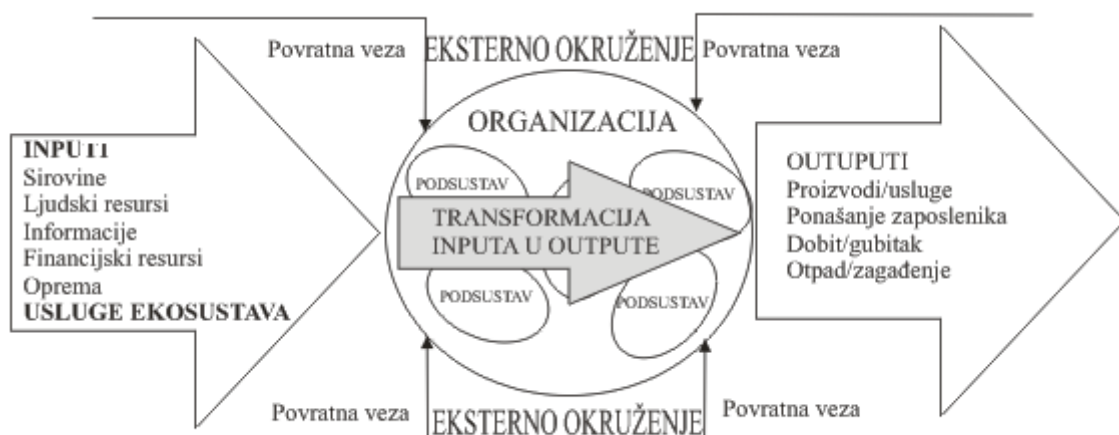 Povratna veza
EKSTERNO OKRUŽENJE
Povratna veza
ORGANIZACIJA
INPUTI
Sirovine
Ljudski resursi
Informacije
Financijski resursi
Oprema
USLUGE EKOSUSTAVA
PODSUSTAV
PODSUSTAV
TRANSFORMACIJA
INPUTA U OUTPUTE
PODSUSTAV
PODSUSTAV
OUTUPUTI
Proizvodi/usluge
Ponašanje zaposlenika
Dobit/gubitak
Otpad/zagađenje
Povratna veza
EKSTERNO OKRUŽENJE
Povratna veza